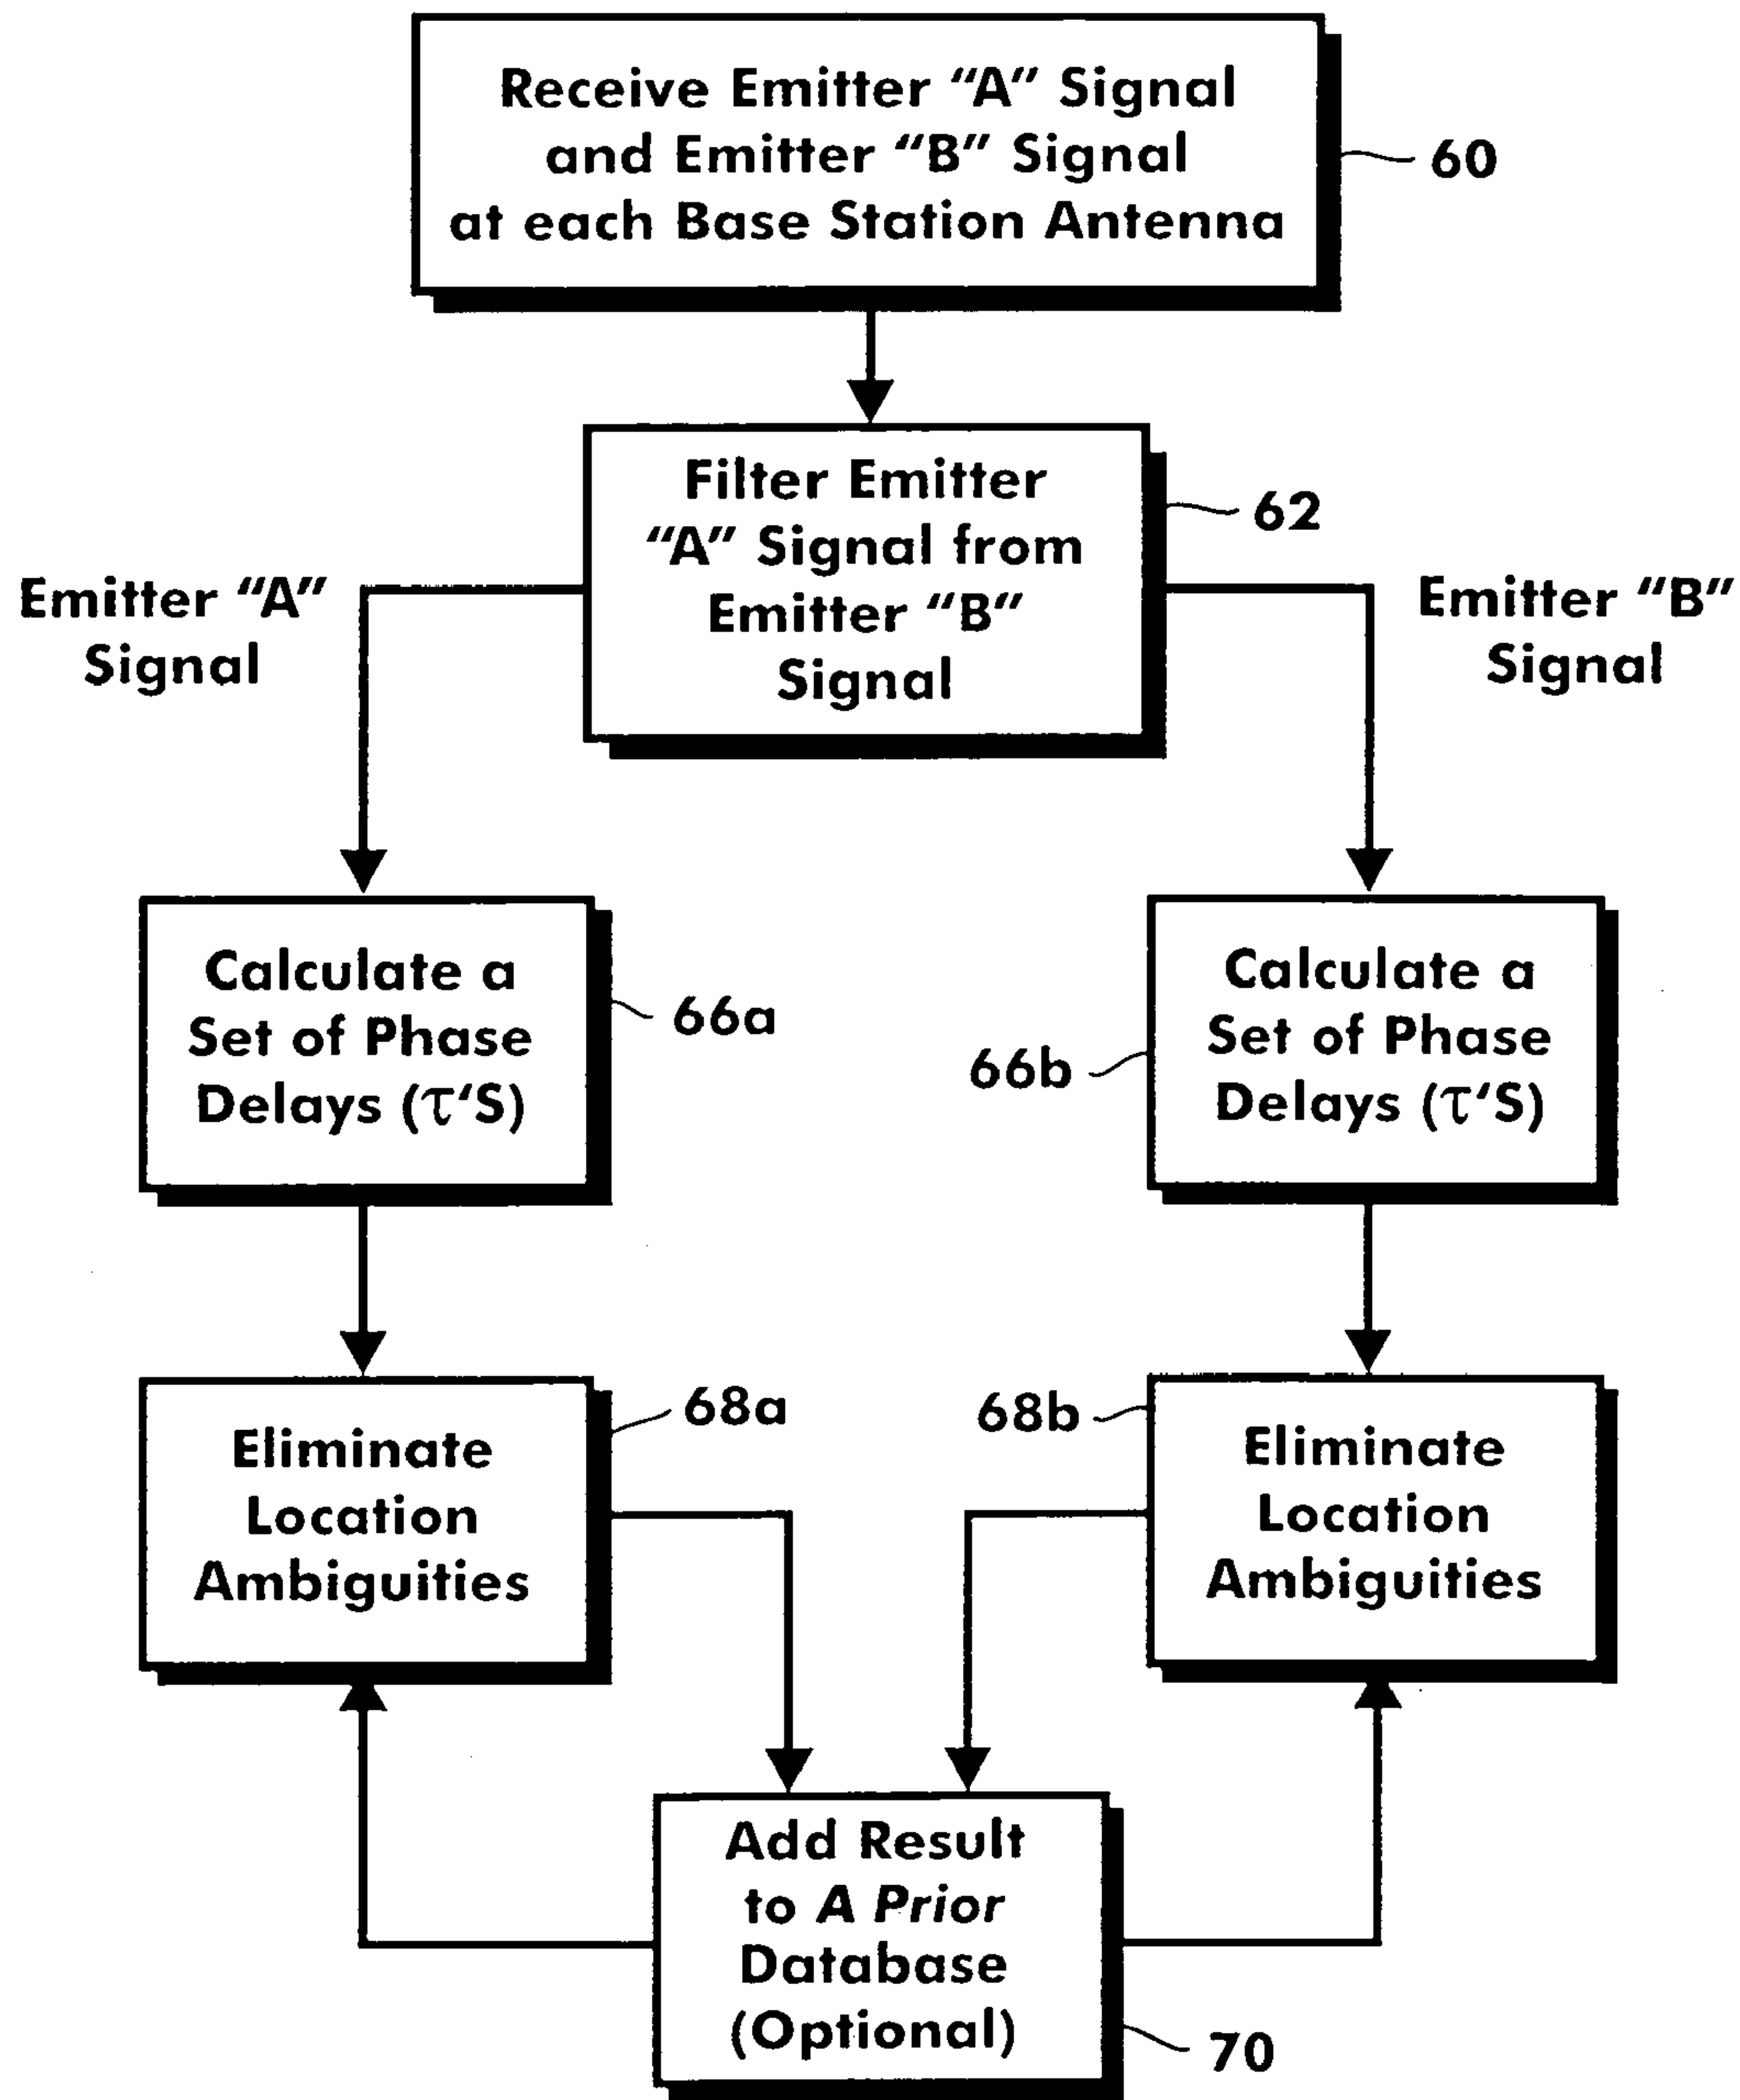 Receive Emitter “A” Signal
and Emitter “B” Signal
at each Base Station Antenna
60
Filter Emitter
“A” Signal from
Emitter “B”
Signal
62
Emitter “A”
Signal
Emitter “B”
Signal
Calculate a
Set of Phase
Delays (τ‘S)
66a
Calculate a
Set of Phase
Delays (τ‘S)
66b
Eliminate
Location
Ambiguities
68a
Eliminate
Location
Ambiguities
68b
Add Result
to A Prior
Database
(Optional)
70